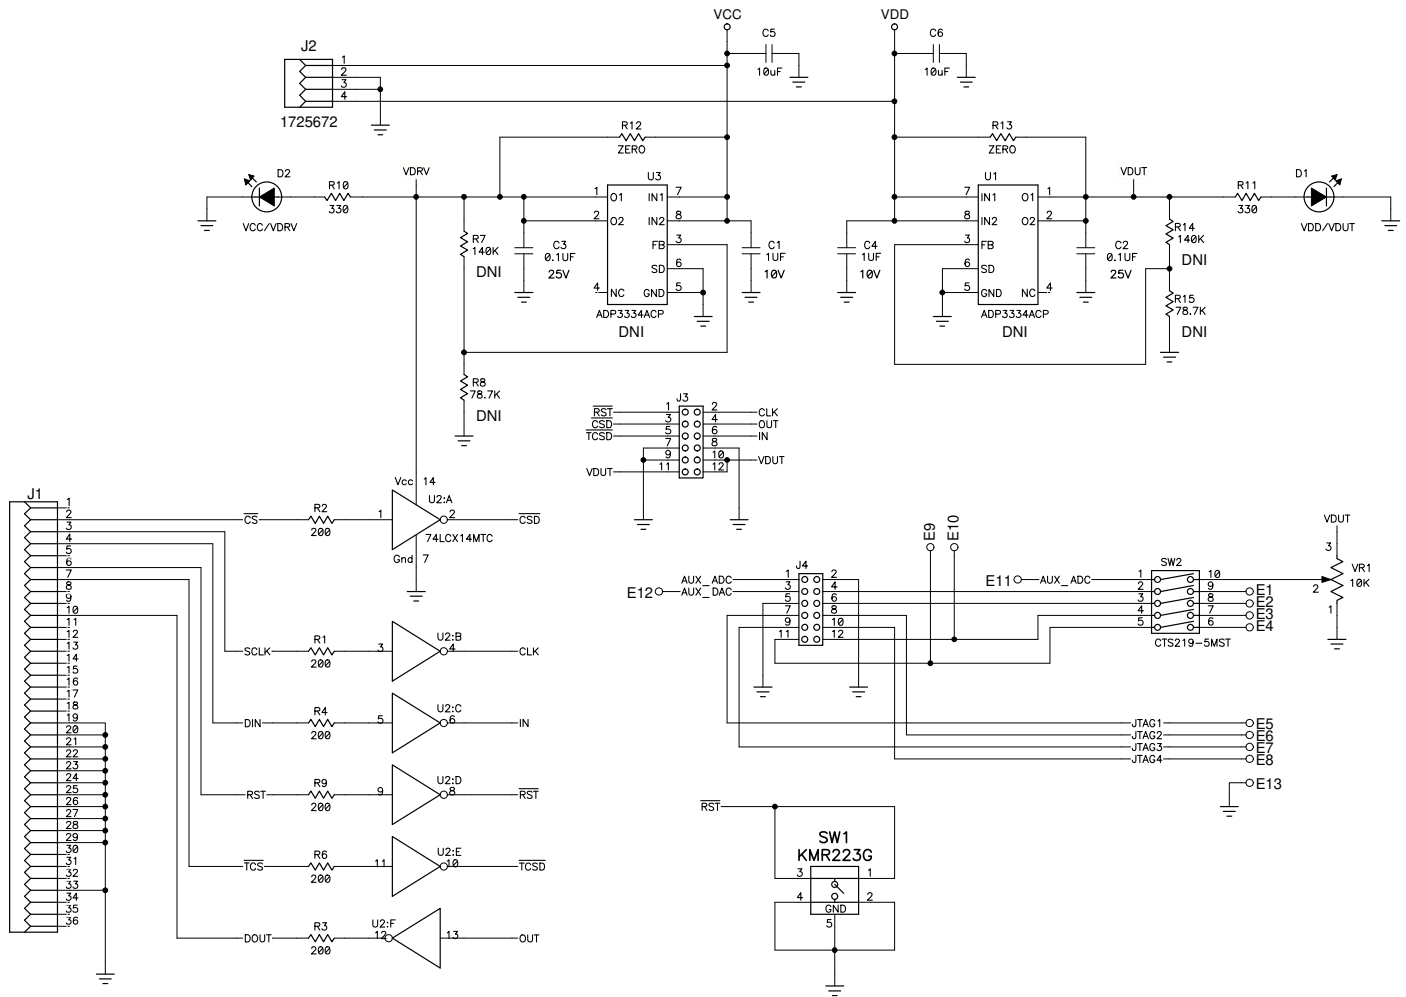 VCC
VDD
C5
10uF
C6
10uF
J2
1
2
3
4
1725672
R12
ZERO
R13
ZERO
D2
VCC/VDRV
R10
330
VDRV
R7
140K
DNI
R8
78.7K
DNI
C3
0.1UF
25V
U3
1 O1 IN1 7
2 O2 IN2 8
FB 3
SD 6
4 NC GND 5
ADP3334ACP
DNI
C1
1UF
10V
C4
1UF
10V
U1
7 IN1 O1 1
8 IN2 O2 2
3 FB
6 SD
5 GND NC 4
ADP3334ACP
DNI
C2
0.1UF
25V
VDUT
R14
140K
DNI
R15
78.7K
DNI
R11
330
D1
VDD/VDUT
J3
RST 1 2 CLK
CSD 3 4 OUT
TCSD 5 6 IN
7 8
9 10 VDUT
VDUT 11 12
J1
1
2
3
4
5
6
7
8
9
10
11
12
13
14
15
16
17
18
19
20
21
22
23
24
25
26
27
28
29
30
31
32
33
34
35
36
CS
R2
200
1
Vcc 14
U2:A
2
CSD
74LCX14MTC
Gnd 7
SCLK
R1
200
3
U2:B
4
CLK
DIN
R4
200
5
U2:C
6
IN
RST
R9
200
9
U2:D
8
RST
TCS
R6
200
11
U2:E
10
TCSD
DOUT
R3
200
U2:F
12
13
OUT
E9
E10
J4
E12
AUX_ADC 1 2
AUX_DAC 3 4
5 6
7 8
9 10
11 12
E11
AUX_ADC
SW2
1 10
2 9 E1
3 8 E2
4 7 E3
5 6 E4
CTS219-5MST
VDUT
3
VR1
10K
2
1
JTAG1 E5
JTAG2 E6
JTAG3 E7
JTAG4 E8
E13
RST
SW1
KMR223G
3 1
4 2
GND
5